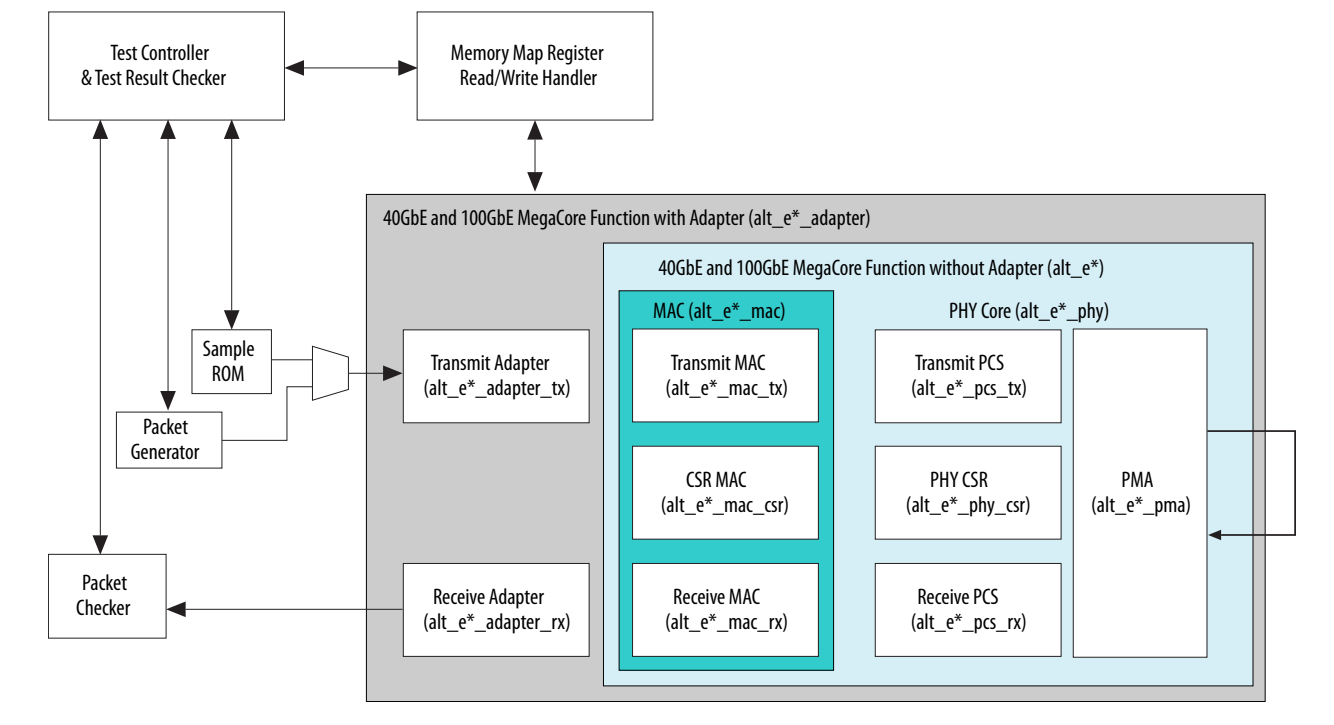 Test Controller
& Test Result Checker
Memory Map Register
Read/Write Handler
40GbE and 100GbE MegaCore Function with Adapter (alt_e*_adapter)
40GbE and 100GbE MegaCore Function without Adapter (alt_e*)
MAC (alt_e*_mac)
PHY Core (alt_e*_phy)
Sample
ROM
Transmit Adapter
(alt_e*_adapter_tx)
Transmit MAC
(alt_e*_mac_tx)
Transmit PCS
(alt_e*_pcs_tx)
Packet
Generator
CSR MAC
(alt_e*_mac_csr)
PHY CSR
(alt_e*_phy_csr)
PMA
(alt_e*_pma)
Packet
Checker
Receive Adapter
(alt_e*_adapter_rx)
Receive MAC
(alt_e*_mac_rx)
Receive PCS
(alt_e*_pcs_rx)